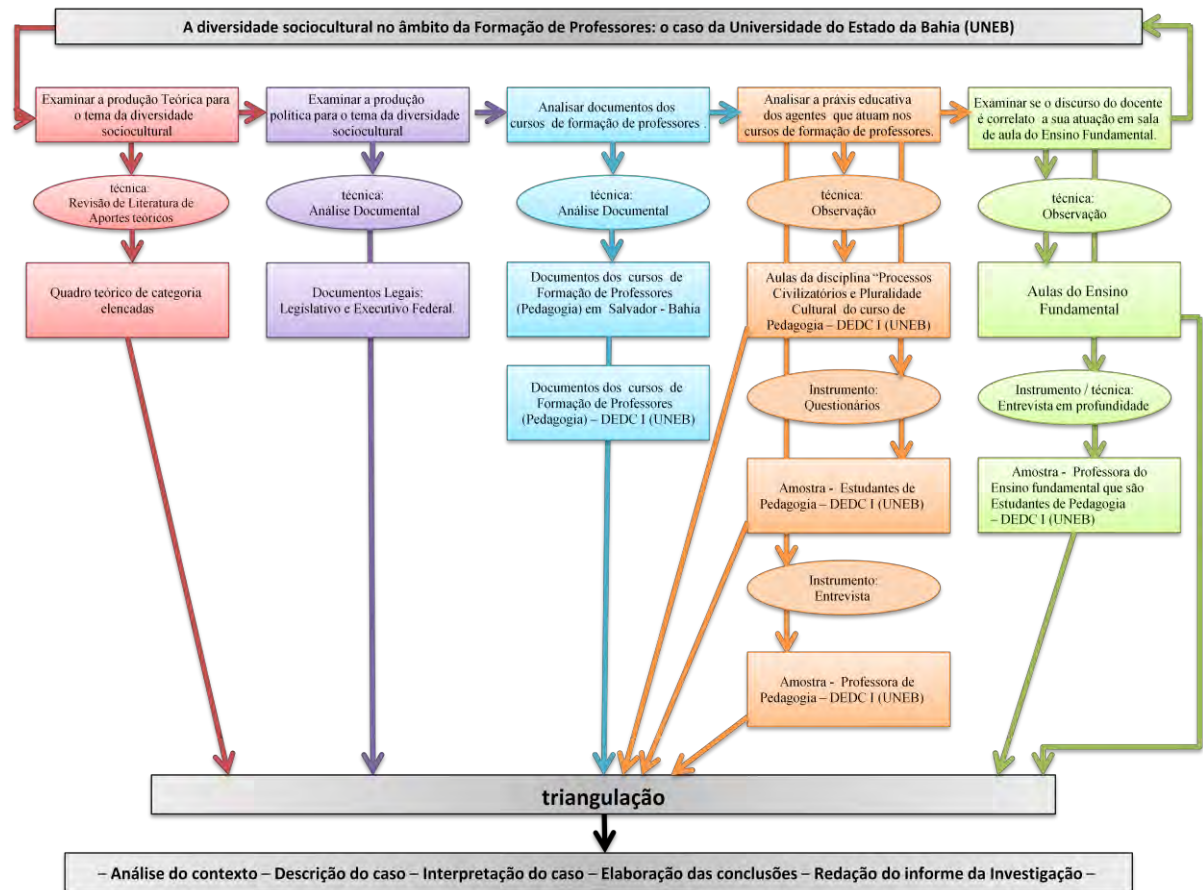 A diversidade sociocultural no âmbito da Formação de Professores: o caso da Universidade do Estado da Bahia (UNEB)
Examinar a produção Teórica para
o tema da diversidade
sociocultural
técnica:
Revisão de Literatura de
Aportes teóricos
Quadro teórico de categoria
elencadas
Examinar a produção
política para o tema da diversidade
sociocultural
técnica:
Análise Documental
Documentos Legais:
Legislativo e Executivo Federal.
Analisar documentos dos
cursos de formação de professores .
técnica:
Análise Documental
Documentos dos cursos de
Formação de Professores
(Pedagogia) em Salvador - Bahia
Documentos dos cursos de
Formação de Professores
(Pedagogia) – DEDC I (UNEB)
Analisar a práxis educativa
dos agentes que atuam nos
cursos de formação de professores.
técnica:
Observação
Aulas da disciplina “Processos
Civilizatórios e Pluralidade
Cultural do curso de
Pedagogia – DEDC I (UNEB)
Instrumento:
Questionários
Amostra - Estudantes de
Pedagogia – DEDC I (UNEB)
Instrumento:
Entrevista
Amostra - Professora de
Pedagogia – DEDC I (UNEB)
Examinar se o discurso do docente
é correlato a sua atuação em sala
de aula do Ensino Fundamental.
técnica:
Observação
Aulas do Ensino
Fundamental
Instrumento / técnica:
Entrevista em profundidade
Amostra - Professora do
Ensino fundamental que são
Estudantes de Pedagogia
– DEDC I (UNEB)
triangulação
– Análise do contexto – Descrição do caso – Interpretação do caso – Elaboração das conclusões – Redação do informe da Investigação –